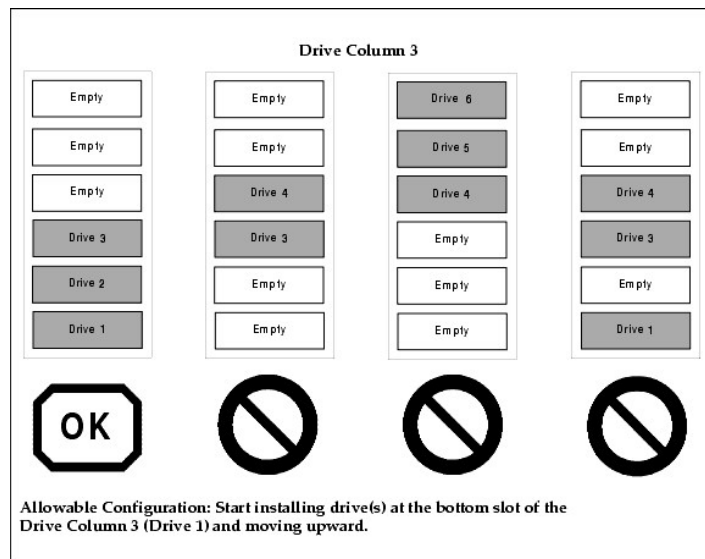 Drive Column 3
Empty
Empty
Empty
Drive 3
Drive 2
Drive 1
Empty
Empty
Drive 4
Drive 3
Empty
Empty
Drive 6
Drive 5
Drive 4
Empty
Empty
Empty
Empty
Empty
Drive 4
Drive 3
Empty
Drive 1
OK
Allowable Configuration: Start installing drive(s) at the bottom slot of the
Drive Column 3 (Drive 1) and moving upward.